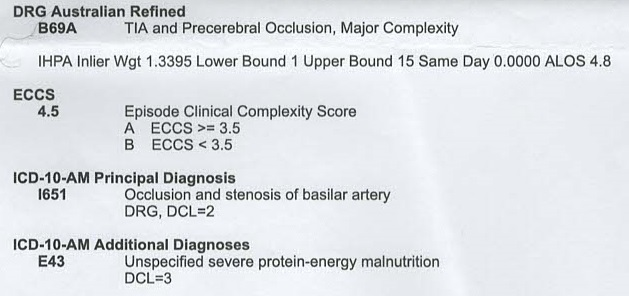 DRG Australian Refined
B69A TIA and Precerebral Occlusion, Major Complexity
IHPA Inlier Wgt 1.3395 Lower Bound 1 Upper Bound 15 Same Day 0.0000 ALOS 4.8
ECCS
4.5 Episode Clinical Complexity Score
A ECCS >= 3.5
B ECCS < 3.5
ICD-10-AM Principal Diagnosis
I651 Occlusion and stenosis of basilar artery
DRG, DCL=2
ICD-10-AM Additional Diagnoses
E43 Unspecified severe protein-energy malnutrition
DCL=3